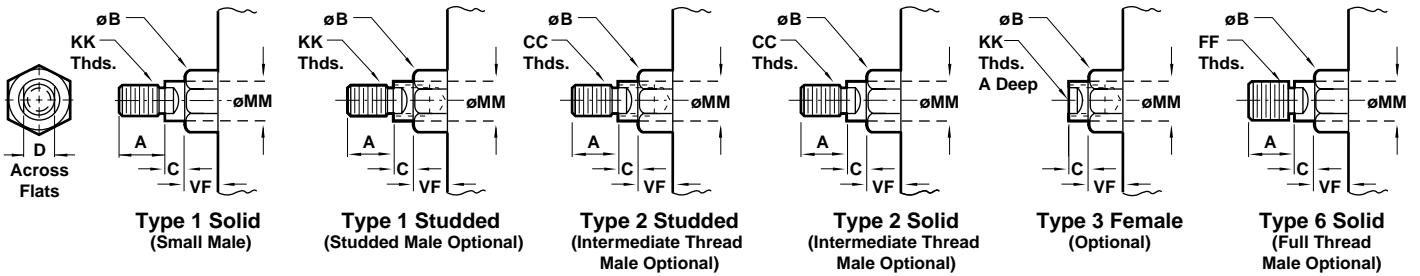 D
Across
Flats
øB
KK
Thds.
øMM
A
C
VF
Type 1 Solid
(Small Male)
øB
KK
Thds.
øMM
A
C
VF
Type 1 Studded
(Studded Male Optional)
øB
CC
Thds.
øMM
A
C
VF
Type 2 Studded
(Intermediate Thread
Male Optional)
øB
CC
Thds.
øMM
A
C
VF
Type 2 Solid
(Intermediate Thread
Male Optional)
øB
KK
Thds.
A Deep
øMM
C
VF
Type 3 Female
(Optional)
øB
FF
Thds.
øMM
A
C
VF
Type 6 Solid
(Full Thread
Male Optional)